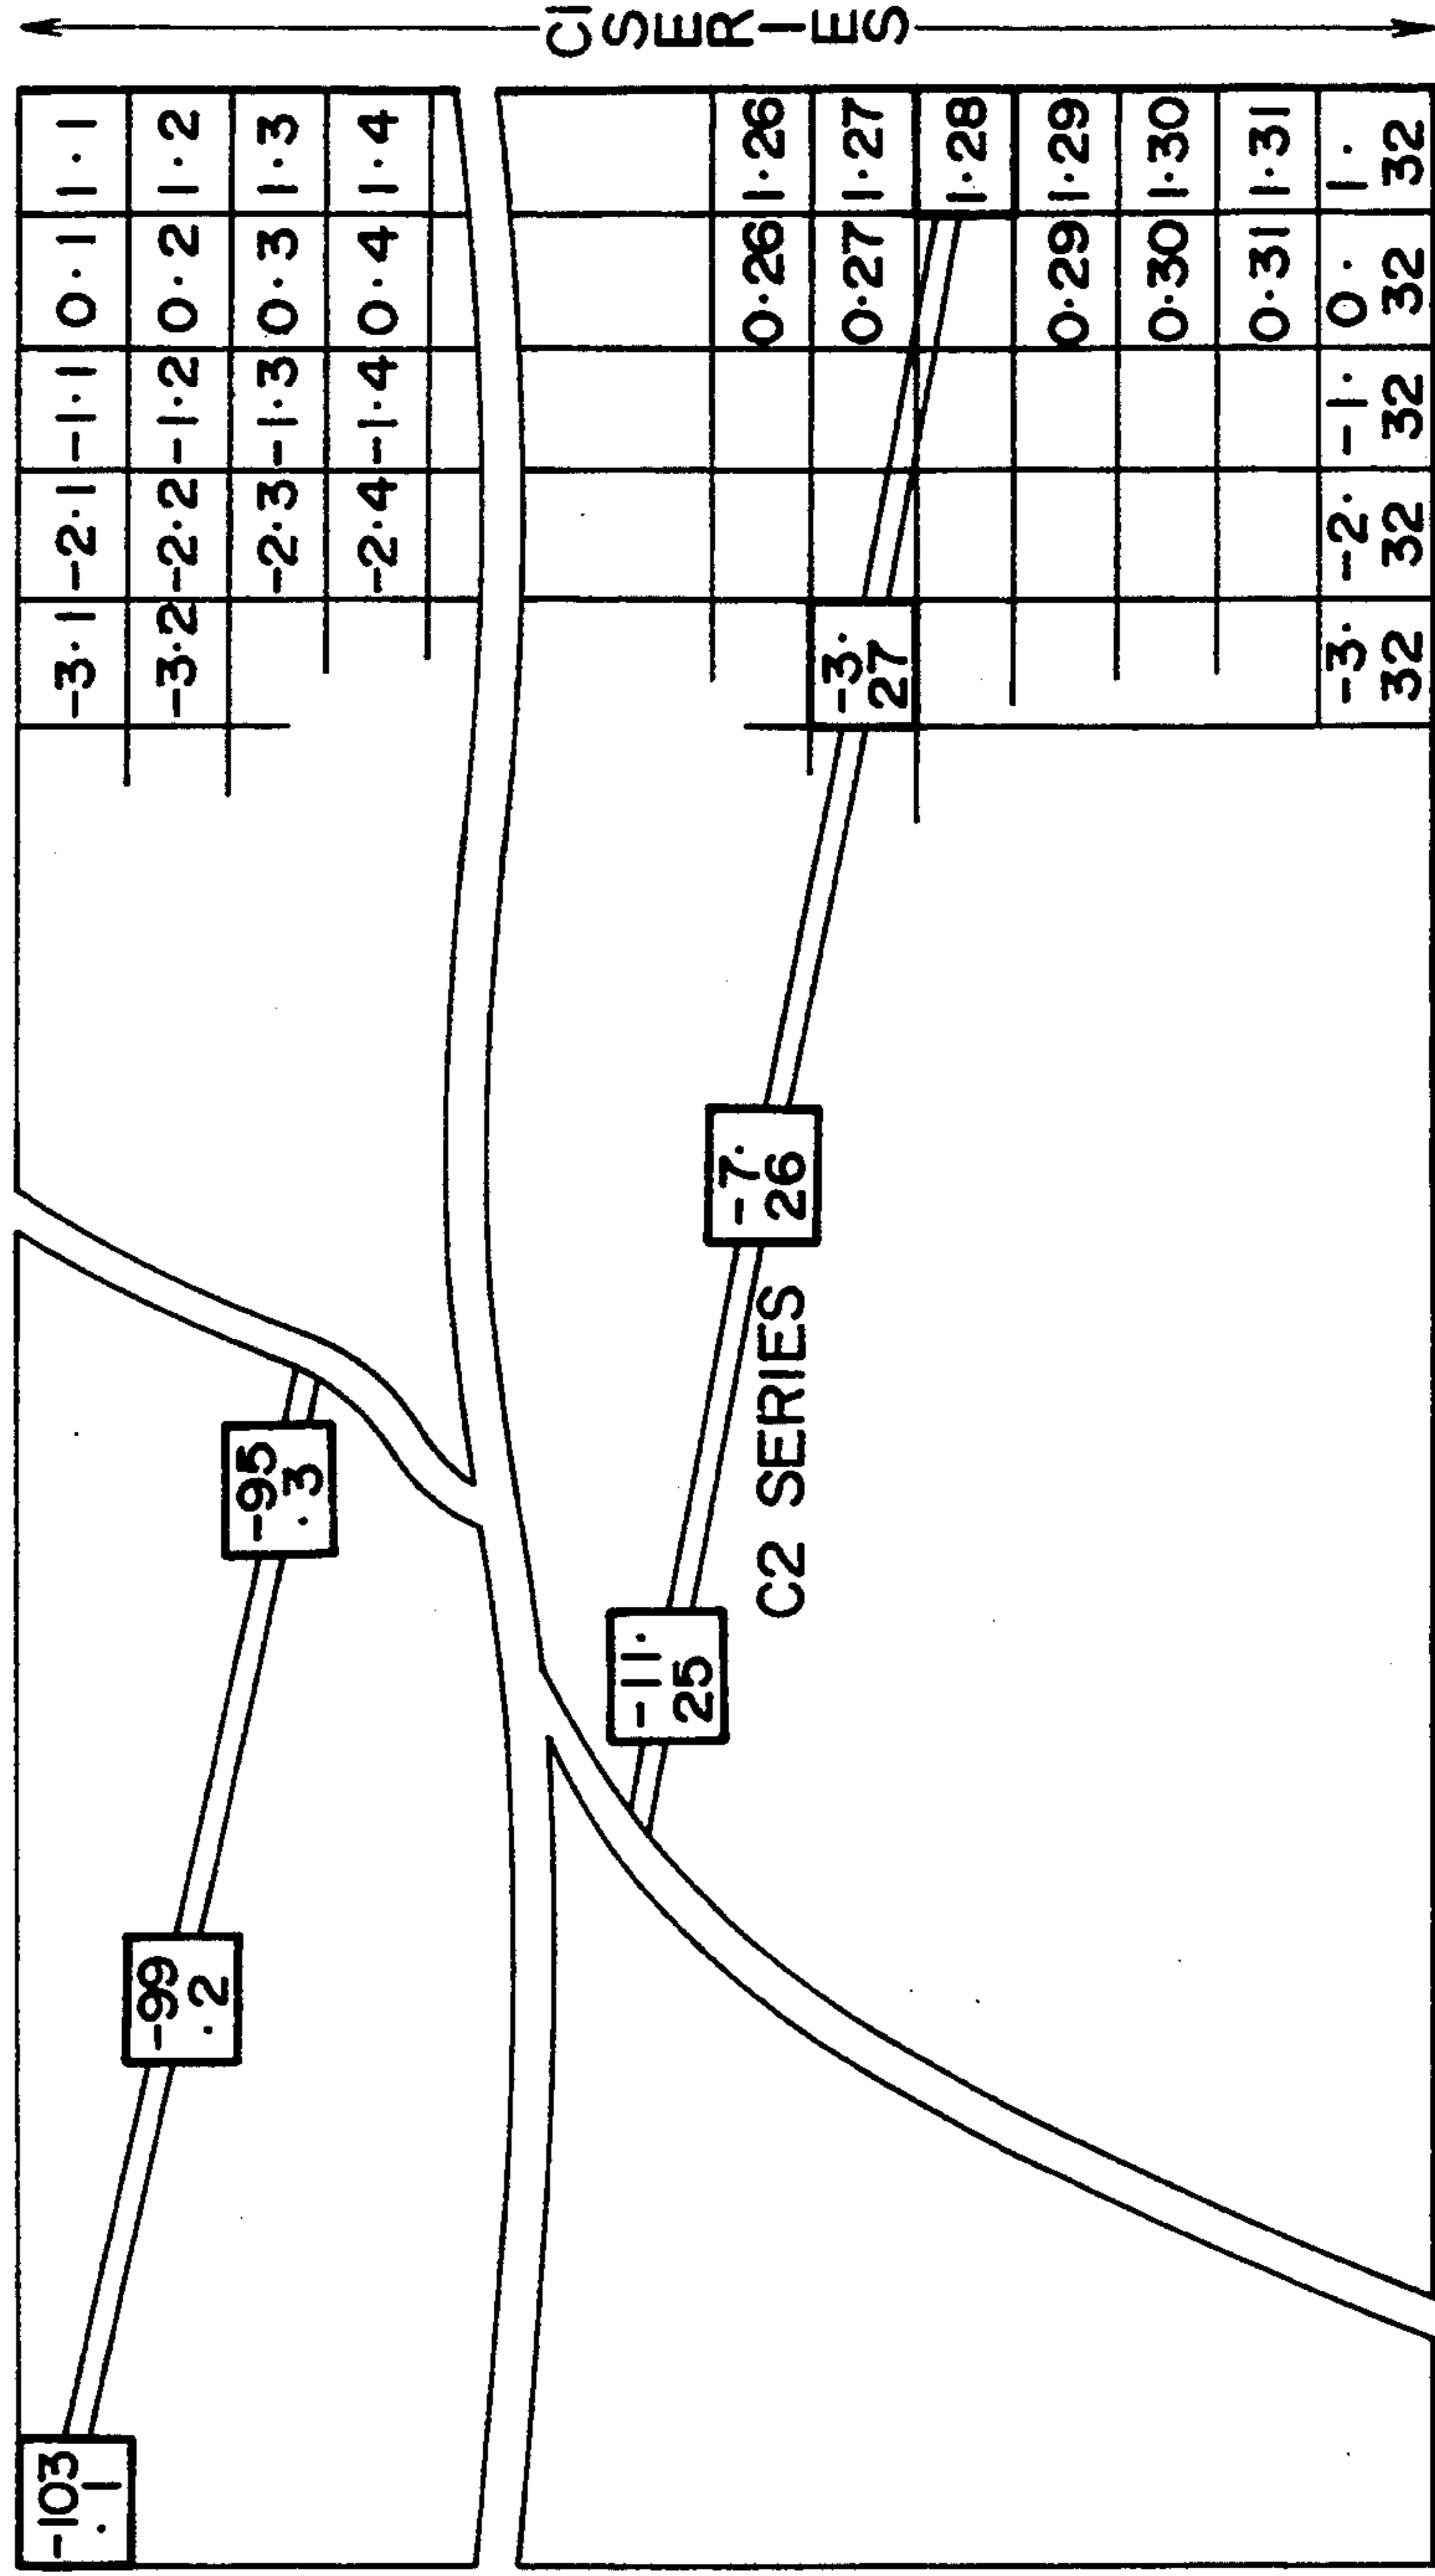 -103
.1
-3·1 -2·1 -1·1 0·1 1·1
-99
.2
-3·2 -2·2 -1·2 0·2 1·2
-95
.3
-2·3 -1·3 0·3 1·3
-2·4 -1·4 0·4 1·4
C1
SERIES
-11·
25
-7·
26
0·26 1·26
C2 SERIES
-3·
27
0·27 1·27
1·28
0·29 1·29
0·30 1·30
0·31 1·31
-3· -2· -1· 0· 1·
32 32 32 32 32